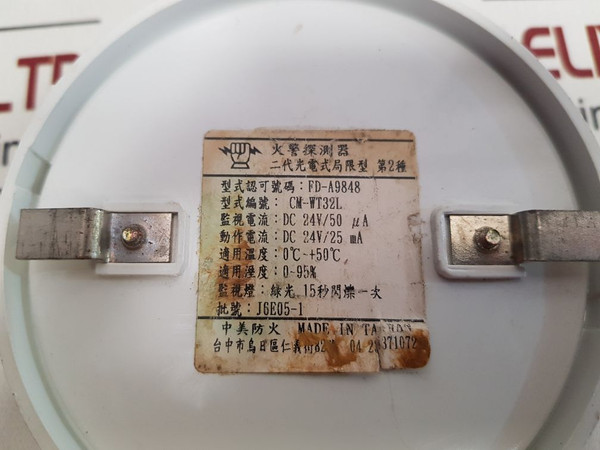 火警探測器
二代光電式局限型 第2種
型式認可號碼：FD-A9848
型式編號： CM-WT32L
監視電流：DC 24V/50 μA
動作電流：DC 24V/25 mA
適用溫度：0℃~+50℃
適用溼度：0-95%
監視燈：綠光，15秒閃爍一次
批號：J6E05-1
中美防火 MADE IN TAIWAN
台中市烏日區仁義街